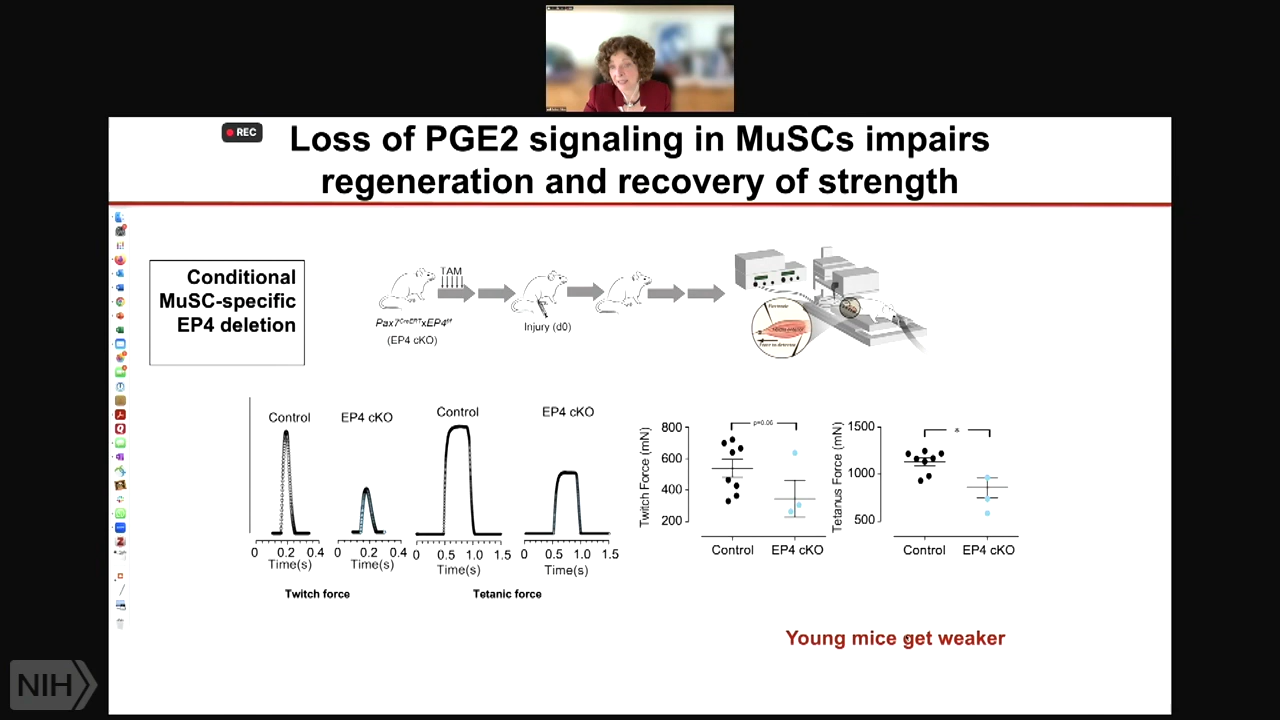 REC
Loss of PGE2 signaling in MuSCs impairs
regeneration and recovery of strength
Conditional
MuSC-specific
EP4 deletion
TAM
Pax7CreERTxEP4f/f
(EP4 cKO)
Injury (d0)
Control
EP4 cKO
Control
EP4 cKO
0 0.2 0.4
Time(s)
0 0.2 0.4
Time(s)
0 0.5 1.0 1.5
Time(s)
0 0.5 1.0 1.5
Time(s)
Twitch force
Tetanic force
Twitch Force (mN)
800
600
400
200
p=0.06
Control
EP4 cKO
Tetanus Force (mN)
1500
1000
500
*
Control
EP4 cKO
Young mice get weaker
NIH